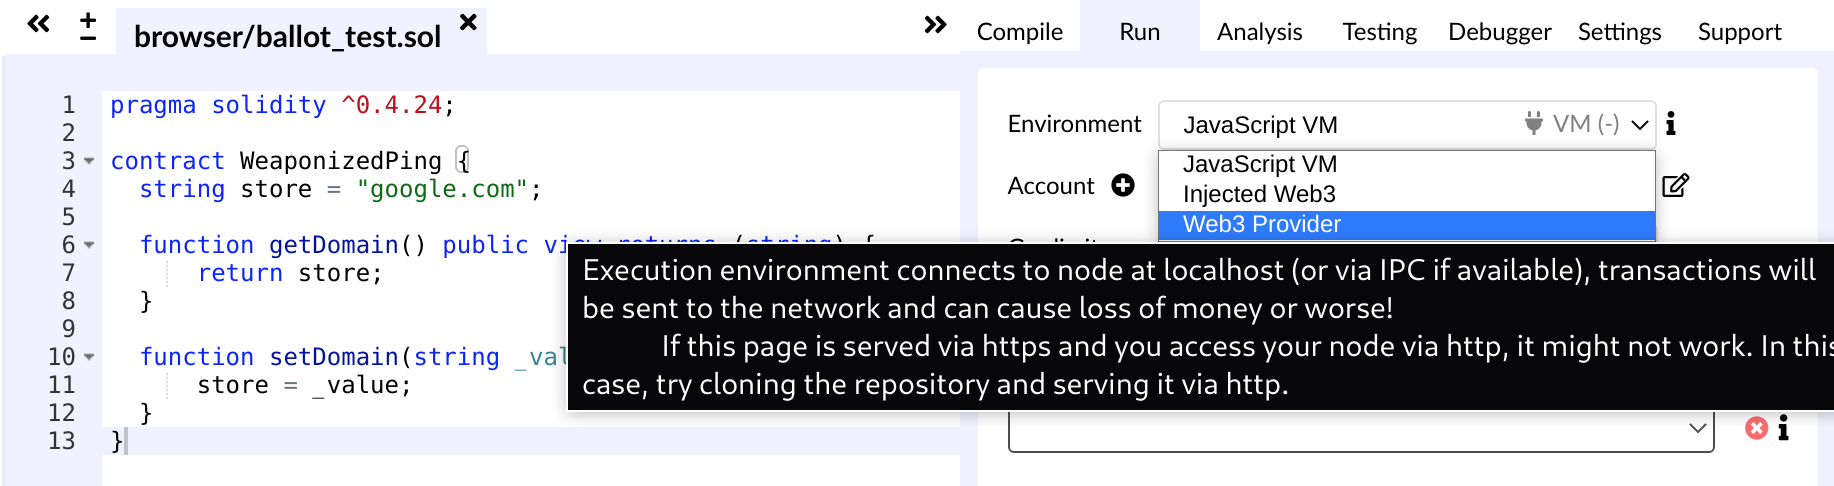 browser/ballot_test.sol
Compile Run Analysis Testing Debugger Settings Support
1 pragma solidity ^0.4.24;
2
3 contract WeaponizedPing {
4 string store = "google.com";
5
6 function getDomain() public view returns (string) {
7 return store;
8 }
9
10 function setDomain(string _val
11 store = _value;
12 }
13 }
Environment JavaScript VM VM (-)
JavaScript VM
Account Injected Web3
Web3 Provider
Execution environment connects to node at localhost (or via IPC if available), transactions will
be sent to the network and can cause loss of money or worse!
If this page is served via https and you access your node via http, it might not work. In this
case, try cloning the repository and serving it via http.